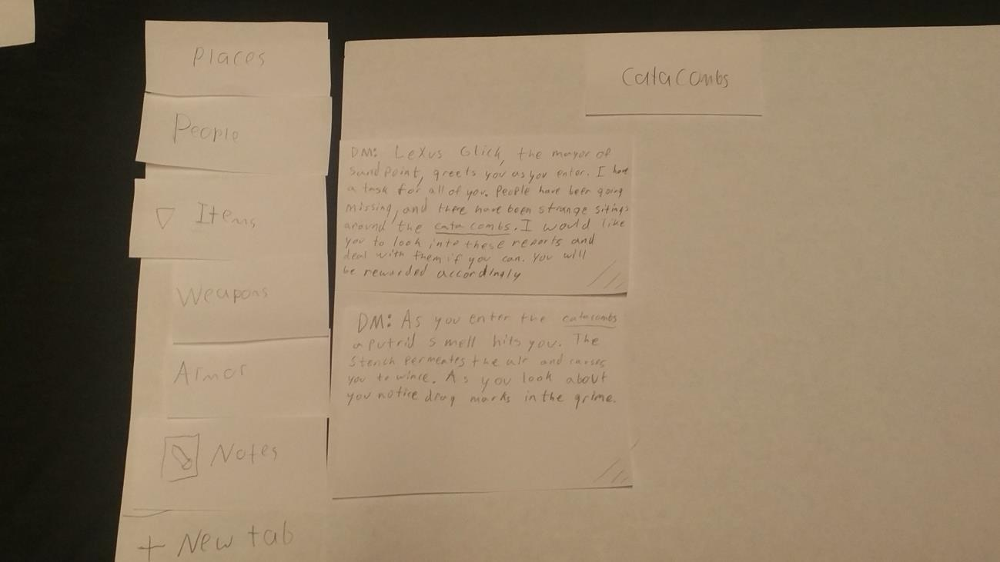 Places
People
Items
Weapons
Armor
Notes
+ New tab
Catacombs
DM: Lexus Glick, the mayor of
Sandpoint, greets you as you enter. I have
a task for all of you. People have been going
missing, and there have been strange sitings
around the catacombs. I would like
you to look into these reports and
deal with them if you can. You will
be rewarded accordingly
DM: As you enter the catacombs
a putrid smell hits you. The
stench permeates the air and causes
you to wince. As you look about
you notice drag marks in the grime.